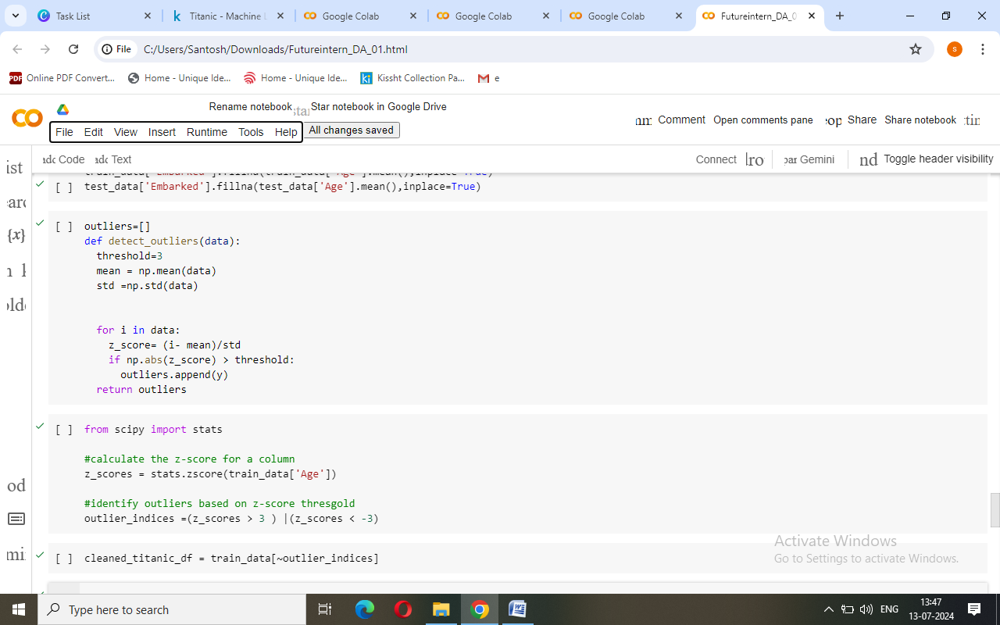 Task List
Titanic - Machine L
Google Colab
Google Colab
Google Colab
Futureintern_DA_0
File
C:/Users/Santosh/Downloads/Futureintern_DA_01.html
s
PDF Online PDF Convert...
Home - Unique Ide...
Home - Unique Ide...
ki Kissht Collection Pa...
e
Rename notebook
Star notebook in Google Drive
File Edit View Insert Runtime Tools Help
All changes saved
Comment
Open comments pane
Share
Share notebook
Code
Text
Connect
Gemini
Toggle header visibility
ist
{x}
[ ] test_data['Embarked'].fillna(test_data['Age'].mean(),inplace=True)
[ ] outliers=[]
def detect_outliers(data):
threshold=3
mean = np.mean(data)
std =np.std(data)
for i in data:
z_score= (i- mean)/std
if np.abs(z_score) > threshold:
outliers.append(y)
return outliers
[ ] from scipy import stats
#calculate the z-score for a column
z_scores = stats.zscore(train_data['Age'])
#identify outliers based on z-score thresgold
outlier_indices =(z_scores > 3 ) |(z_scores < -3)
[ ] cleaned_titanic_df = train_data[~outlier_indices]
Activate Windows
Go to Settings to activate Windows.
Type here to search
ENG
13:47
13-07-2024